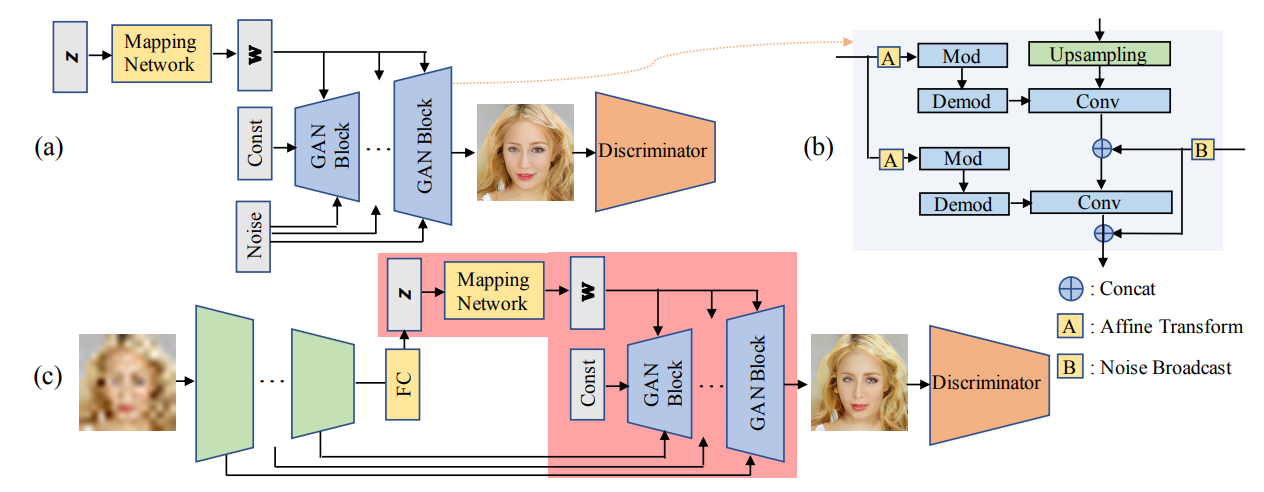 (a)
z
Mapping
Network
w
Const
GAN
Block
...
GAN Block
Noise
Discriminator
(b)
A
Mod
Demod
Upsampling
Conv
B
A
Mod
Demod
Conv
: Concat
A : Affine Transform
B : Noise Broadcast
(c)
...
FC
z
Mapping
Network
w
Const
GAN
Block
...
GAN Block
Discriminator